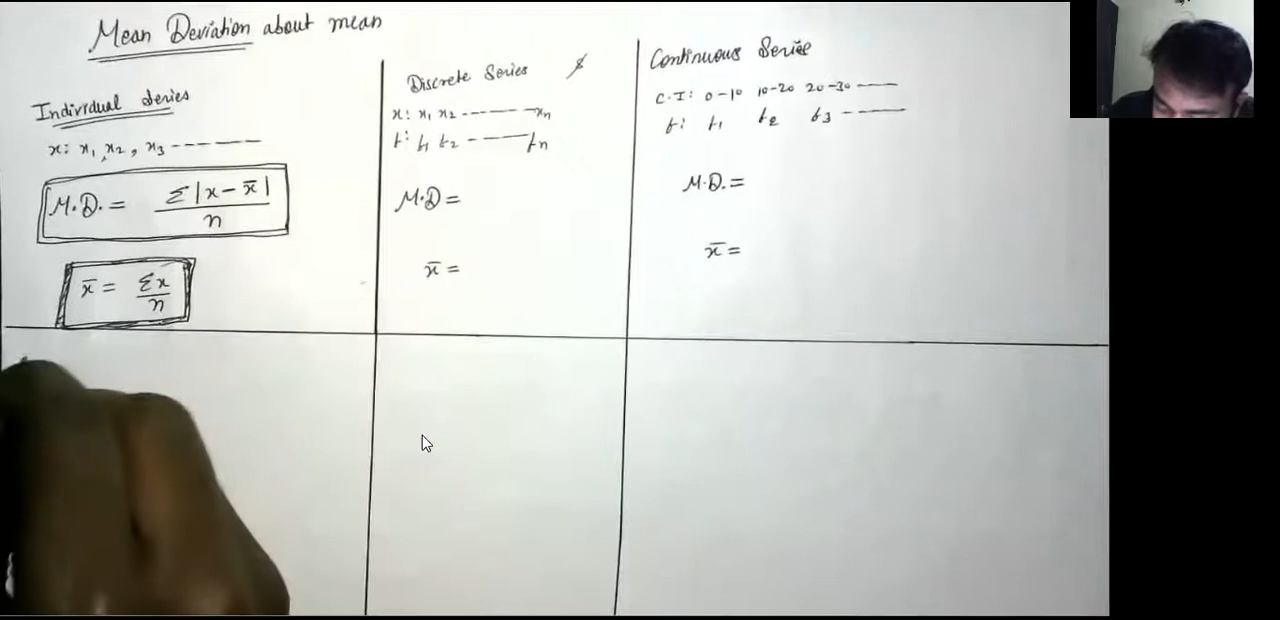 Mean Deviation about mean
Individual Series
x: x₁, x₂, x₃ -------
M.D. = Σ|x - x̄| / n
x̄ = Σx / n
Discrete Series
x: x₁ x₂ ------- xₙ
f: f₁ f₂ ------- fₙ
M.D =
x̄ =
Continuous Series
C.I: 0-10 10-20 20-30 ----
f: f₁ f₂ f₃ ----
M.D. =
x̄ =